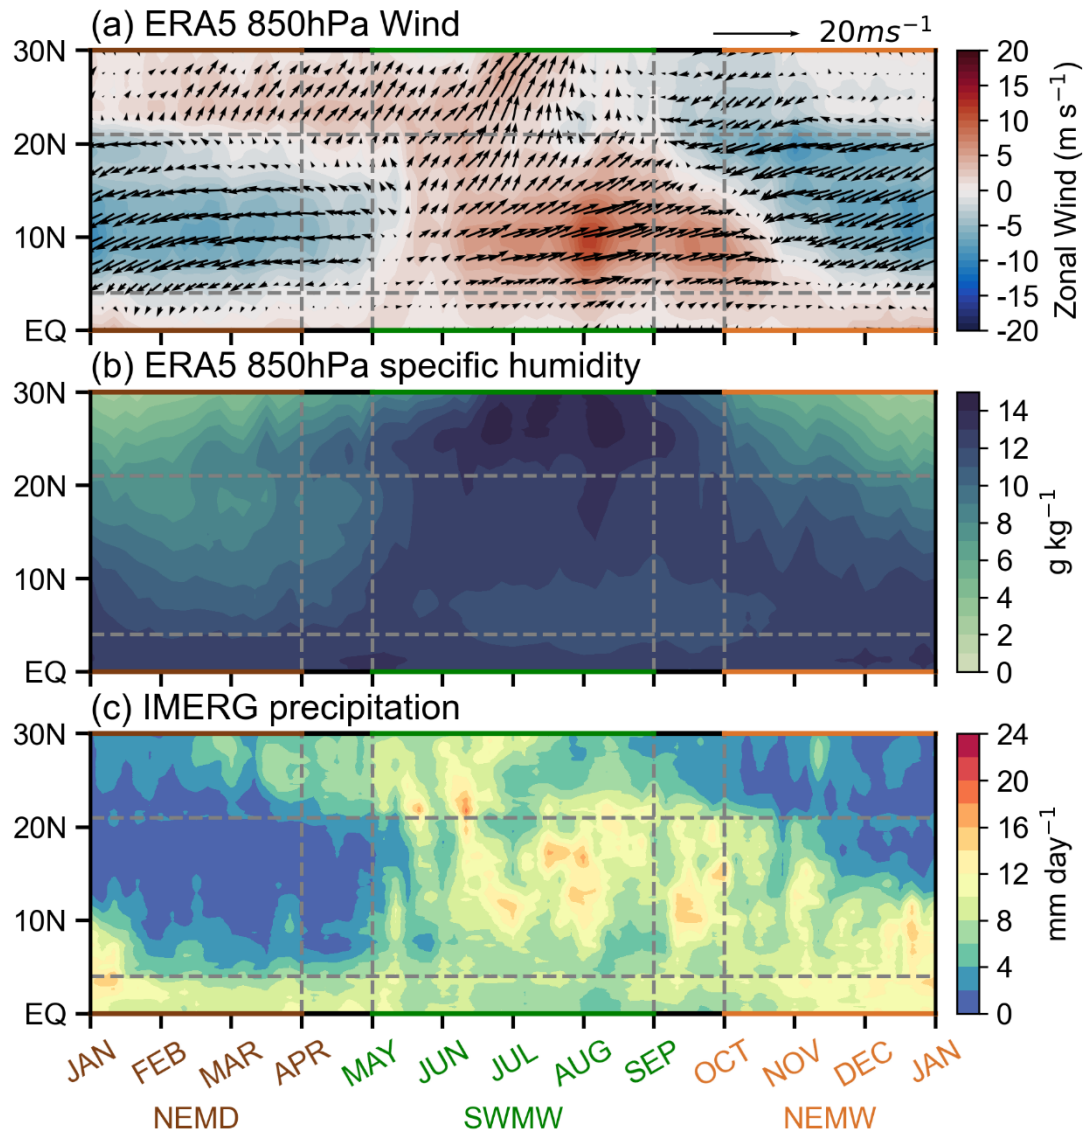 (a) ERA5 850hPa Wind
20ms⁻¹
30N
20N
10N
EQ
20
15
10
5
0
-5
-10
-15
-20
Zonal Wind (m s⁻¹)
(b) ERA5 850hPa specific humidity
30N
20N
10N
EQ
14
12
10
8
6
4
2
0
g kg⁻¹
(c) IMERG precipitation
30N
20N
10N
EQ
24
20
16
12
8
4
0
mm day⁻¹
JAN FEB MAR APR MAY JUN JUL AUG SEP OCT NOV DEC JAN
NEMD SWMW NEMW